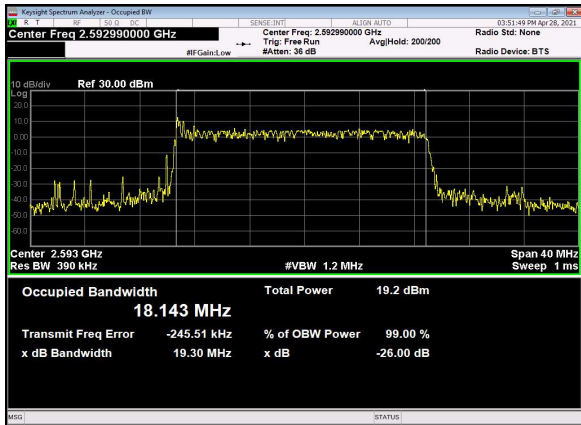 Keysight Spectrum Analyzer - Occupied BW
R T RF 50 Ω DC SENSE:INT ALIGN AUTO 03:51:49 PM Apr 28, 2021
Center Freq 2.592990000 GHz Center Freq: 2.592990000 GHz Radio Std: None
Trig: Free Run Avg|Hold: 200/200
#IFGain:Low #Atten: 36 dB Radio Device: BTS
10 dB/div Ref 30.00 dBm
Log
20.0
10.0
0.00
-10.0
-20.0
-30.0
-40.0
-50.0
-60.0
Center 2.593 GHz Span 40 MHz
Res BW 390 kHz #VBW 1.2 MHz Sweep 1 ms
Occupied Bandwidth Total Power 19.2 dBm
18.143 MHz
Transmit Freq Error -245.51 kHz % of OBW Power 99.00 %
x dB Bandwidth 19.30 MHz x dB -26.00 dB
MSG STATUS